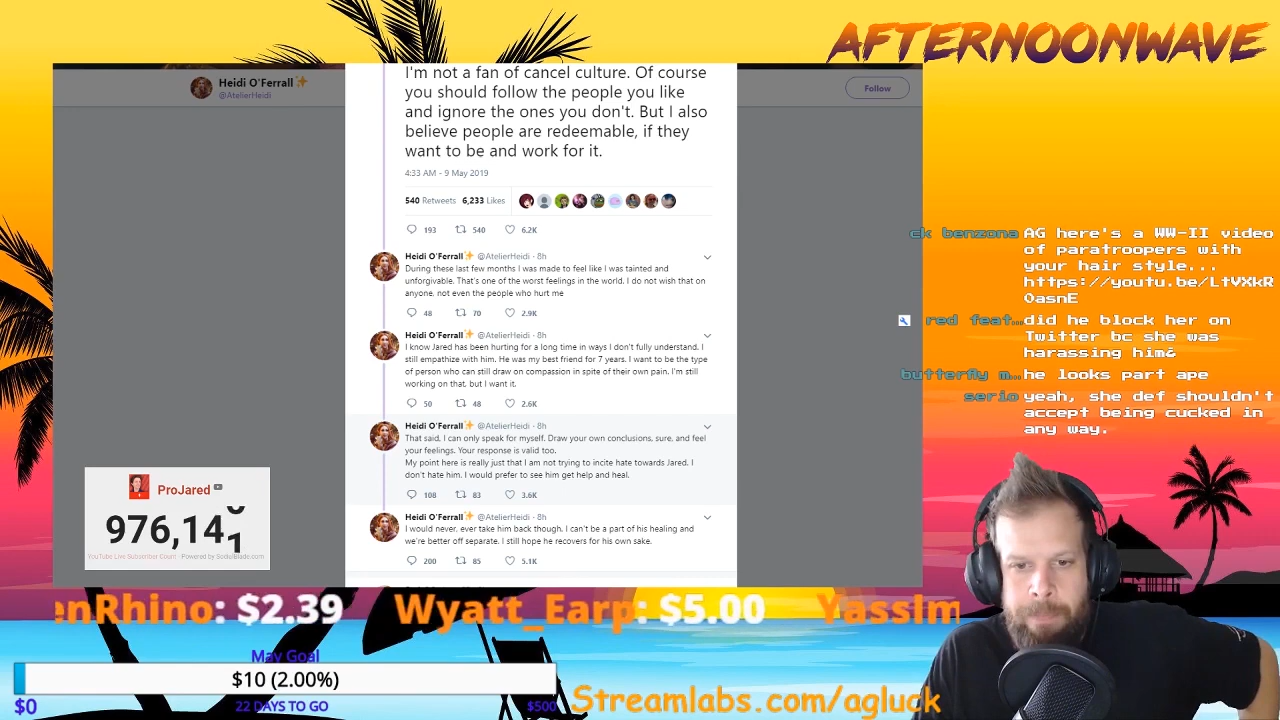 AFTERNOONWAVE
Heidi O'Ferrall
@AtelierHeidi
Follow
I'm not a fan of cancel culture. Of course
you should follow the people you like
and ignore the ones you don't. But I also
believe people are redeemable, if they
want to be and work for it.
4:33 AM - 9 May 2019
540 Retweets 6,233 Likes
193 540 6.2K
Heidi O'Ferrall @AtelierHeidi · 8h
During these last few months I was made to feel like I was tainted and
unforgivable. That's one of the worst feelings in the world. I do not wish that on
anyone, not even the people who hurt me
48 70 2.9K
Heidi O'Ferrall @AtelierHeidi · 8h
I know Jared has been hurting for a long time in ways I don't fully understand. I
still empathize with him. He was my best friend for 7 years. I want to be the type
of person who can still draw on compassion in spite of their own pain. I'm still
working on that, but I want it.
50 48 2.6K
Heidi O'Ferrall @AtelierHeidi · 8h
That said, I can only speak for myself. Draw your own conclusions, sure, and feel
your feelings. Your response is valid too.
My point here is really just that I am not trying to incite hate towards Jared. I
don't hate him. I would prefer to see him get help and heal.
108 83 3.6K
Heidi O'Ferrall @AtelierHeidi · 8h
I would never, ever take him back though. I can't be a part of his healing and
we're better off separate. I still hope he recovers for his own sake.
200 85 5.1K
ProJared
976,14
YouTube Live Subscriber Count - Powered by SocialBlade.com
ck benzona AG here's a WW-II video
of paratroopers with
your hair style...
https://youtu.be/LtVXkR
OasnE
red feat… did he block her on
Twitter bc she was
harassing him&
butterfly m… he looks part ape
serio yeah, she def shouldn't
accept being cucked in
any way.
enRhino: $2.39 Wyatt_Earp: $5.00 YassIm
May Goal
$10 (2.00%)
$0 22 DAYS TO GO $500
Streamlabs.com/agluck